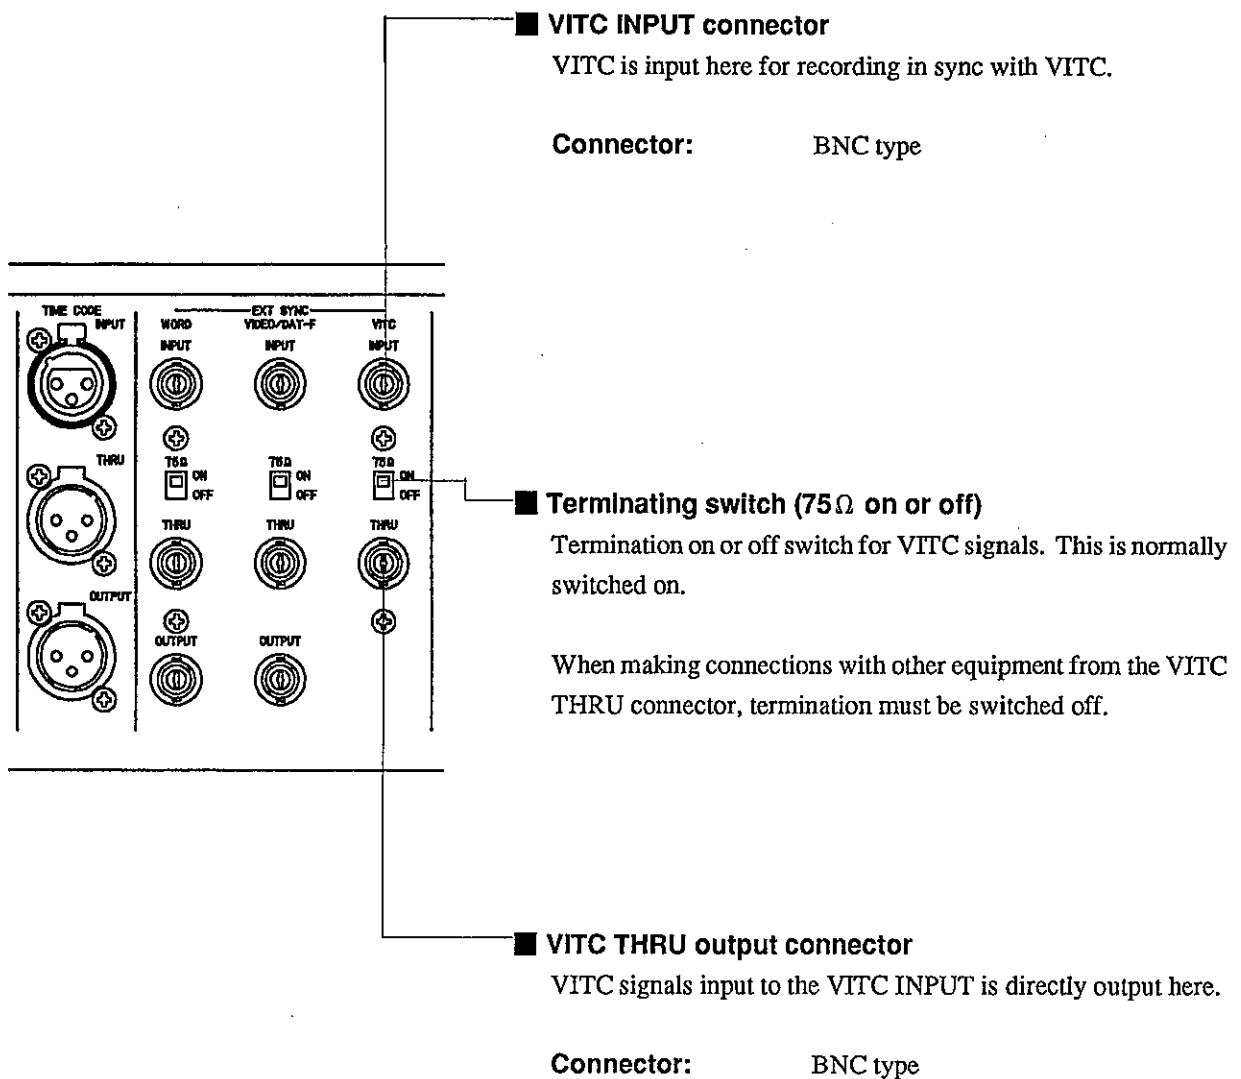 ■ VITC INPUT connector
VITC is input here for recording in sync with VITC.
Connector: BNC type
TIME CODE
INPUT
THRU
OUTPUT
EXT SYNC
WORD
VIDEO/DAT-F
VITC
INPUT
INPUT
INPUT
75Ω
ON
OFF
75Ω
ON
OFF
75Ω
ON
OFF
THRU
THRU
THRU
OUTPUT
OUTPUT
■ Terminating switch (75Ω on or off)
Termination on or off switch for VITC signals. This is normally
switched on.
When making connections with other equipment from the VITC
THRU connector, termination must be switched off.
■ VITC THRU output connector
VITC signals input to the VITC INPUT is directly output here.
Connector: BNC type